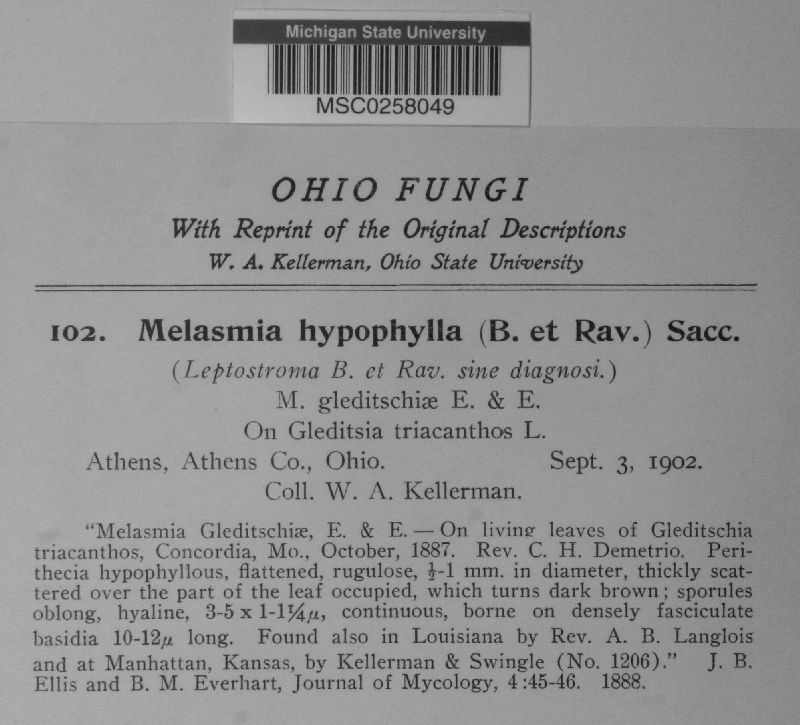 Michigan State University
MSC0258049
OHIO FUNGI
With Reprint of the Original Descriptions
W. A. Kellerman, Ohio State University
102. Melasmia hypophylla (B. et Rav.) Sacc.
(Leptostroma B. et Rav. sine diagnosi.)
M. gleditschiæ E. & E.
On Gleditsia triacanthos L.
Athens, Athens Co., Ohio. Sept. 3, 1902.
Coll. W. A. Kellerman.
“Melasmia Gleditschiæ, E. & E. — On living leaves of Gleditschia
triacanthos, Concordia, Mo., October, 1887. Rev. C. H. Demetrio. Peri-
thecia hypophyllous, flattened, rugulose, ½-1 mm. in diameter, thickly scat-
tered over the part of the leaf occupied, which turns dark brown; sporules
oblong, hyaline, 3-5 x 1-1¼µ, continuous, borne on densely fasciculate
basidia 10-12µ long. Found also in Louisiana by Rev. A. B. Langlois
and at Manhattan, Kansas, by Kellerman & Swingle (No. 1206).” J. B.
Ellis and B. M. Everhart, Journal of Mycology, 4:45-46. 1888.